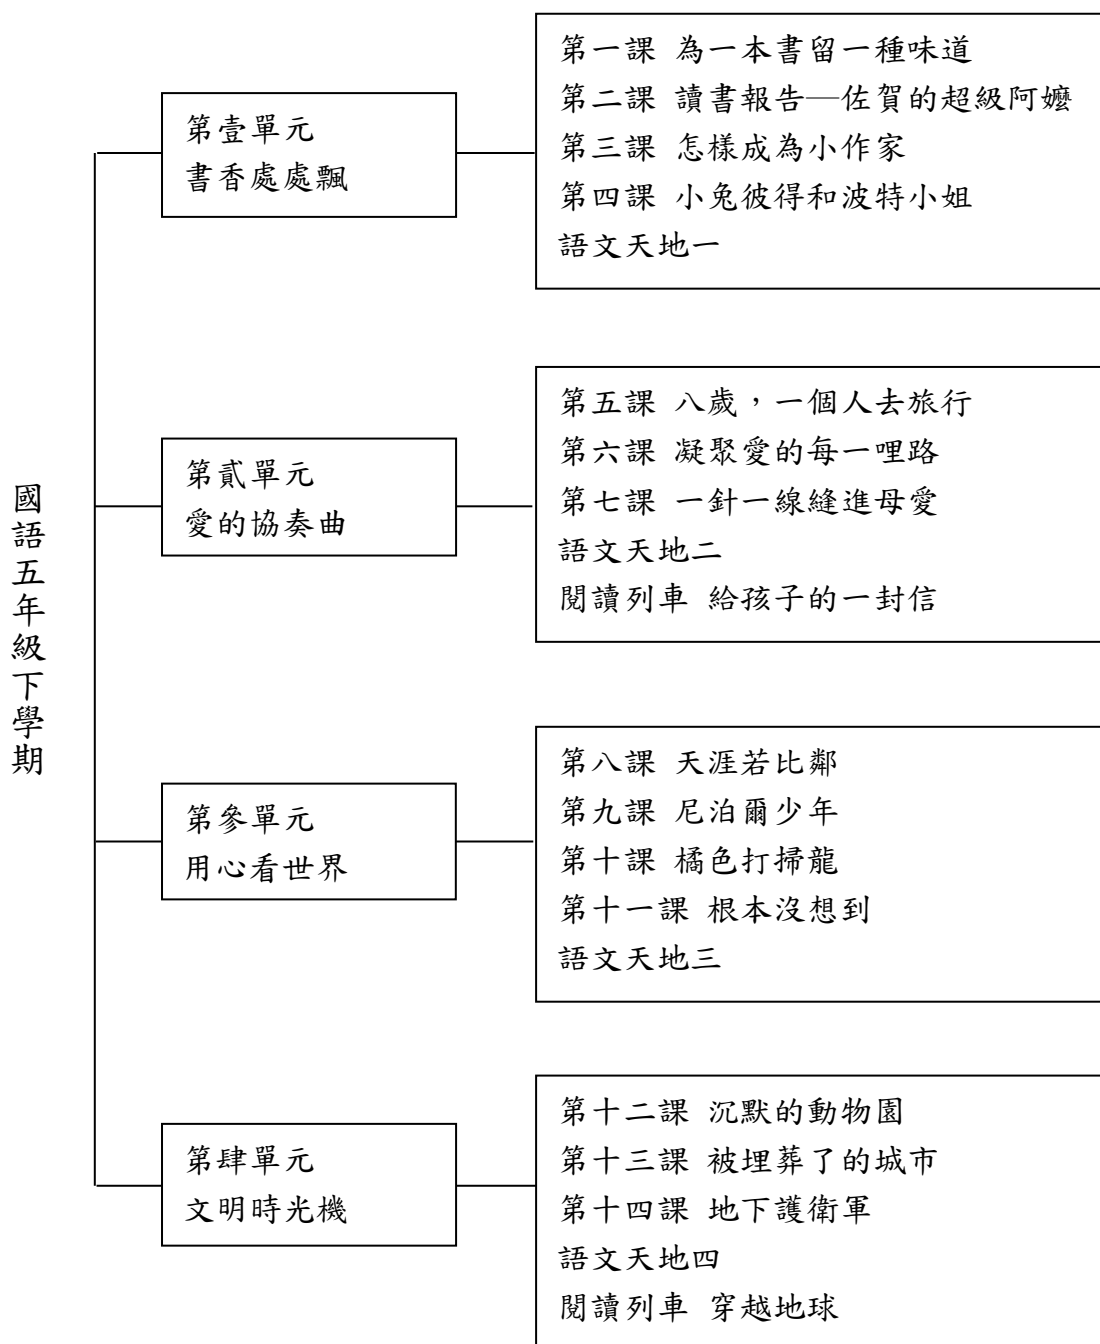 國語五年級下學期
第壹單元
書香處處飄
第一課 為一本書留一種味道
第二課 讀書報告—佐賀的超級阿嬤
第三課 怎樣成為小作家
第四課 小兔彼得和波特小姐
語文天地一
第貳單元
愛的協奏曲
第五課 八歲，一個人去旅行
第六課 凝聚愛的每一哩路
第七課 一針一線縫進母愛
語文天地二
閱讀列車 給孩子的一封信
第參單元
用心看世界
第八課 天涯若比鄰
第九課 尼泊爾少年
第十課 橘色打掃龍
第十一課 根本沒想到
語文天地三
第肆單元
文明時光機
第十二課 沉默的動物園
第十三課 被埋葬了的城市
第十四課 地下護衛軍
語文天地四
閱讀列車 穿越地球